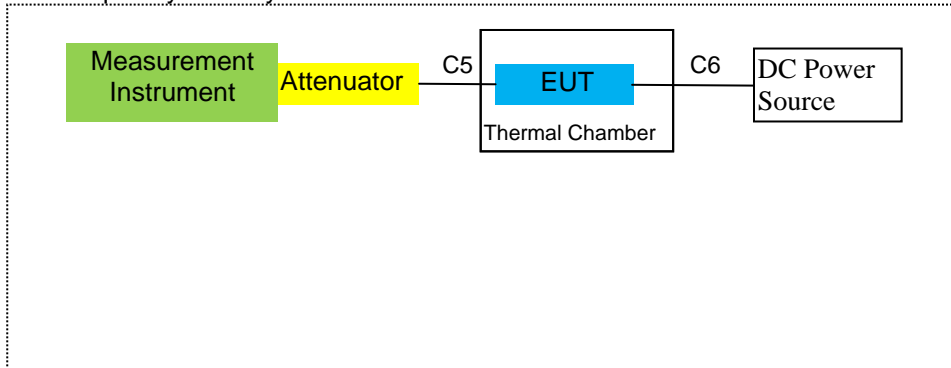 Measurement
Instrument
Attenuator
C5
EUT
Thermal Chamber
C6
DC Power
Source